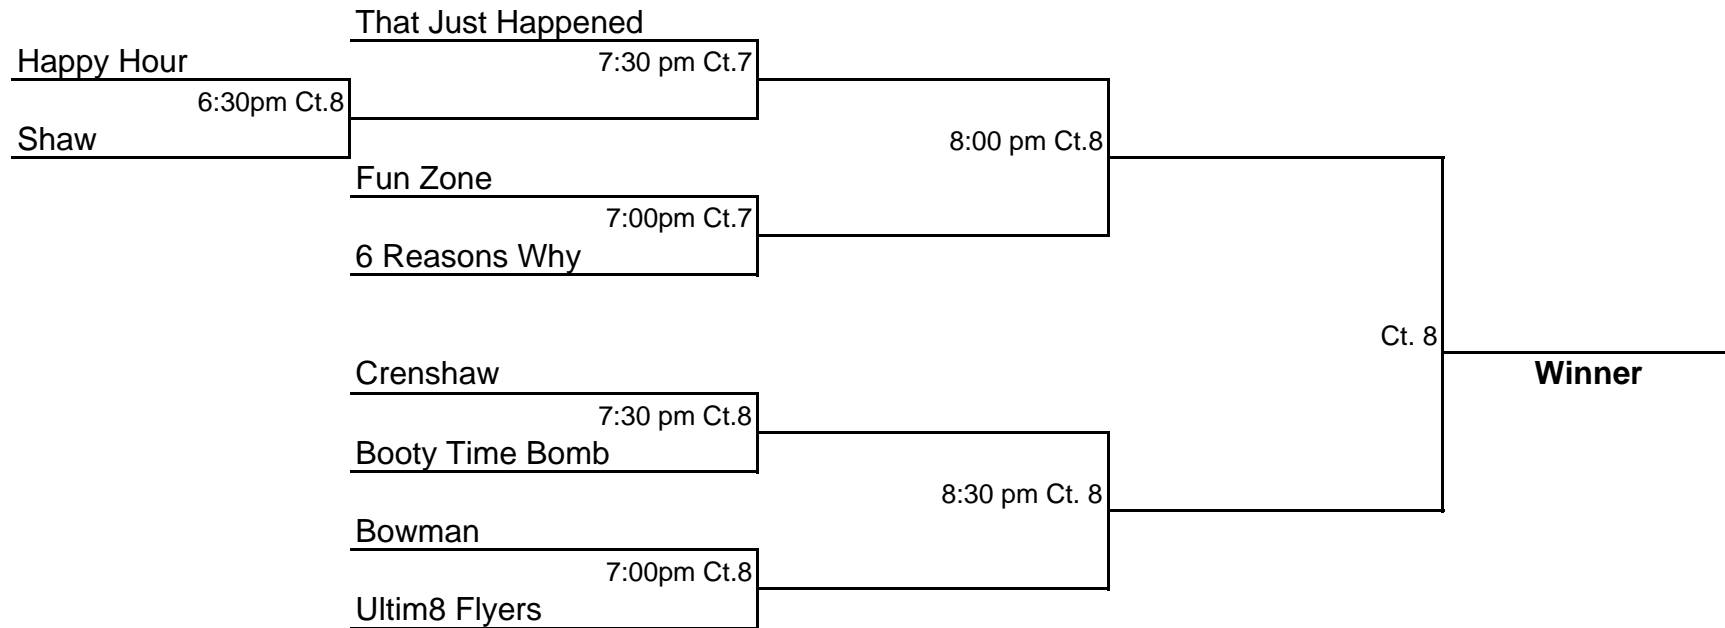 That Just Happened
Happy Hour
7:30 pm Ct.7
6:30pm Ct.8
Shaw
8:00 pm Ct.8
Fun Zone
7:00pm Ct.7
6 Reasons Why
Ct. 8
Crenshaw
Winner
7:30 pm Ct.8
Booty Time Bomb
8:30 pm Ct. 8
Bowman
7:00pm Ct.8
Ultim8 Flyers